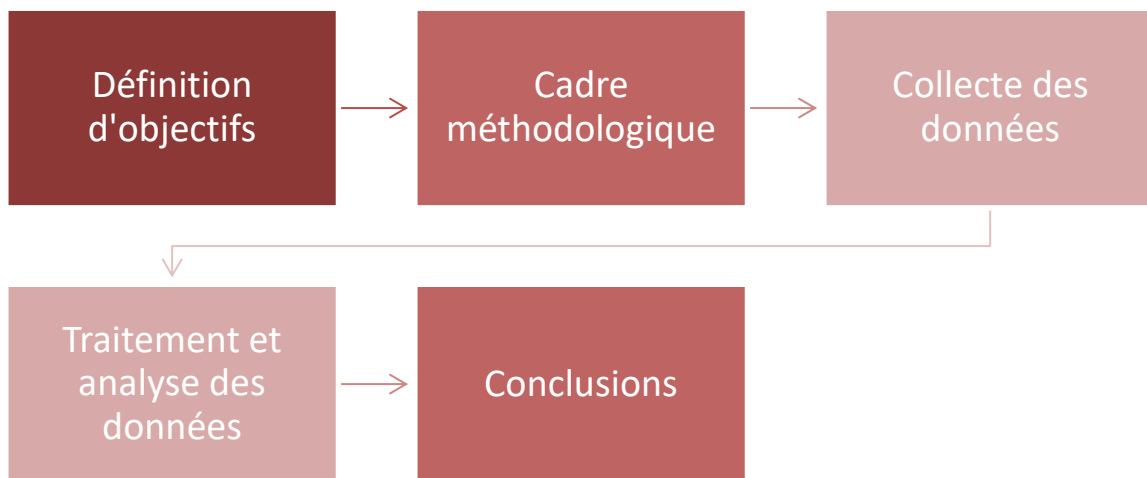 Définition
d'objectifs
Cadre
méthodologique
Collecte des
données
Traitement et
analyse des
données
Conclusions